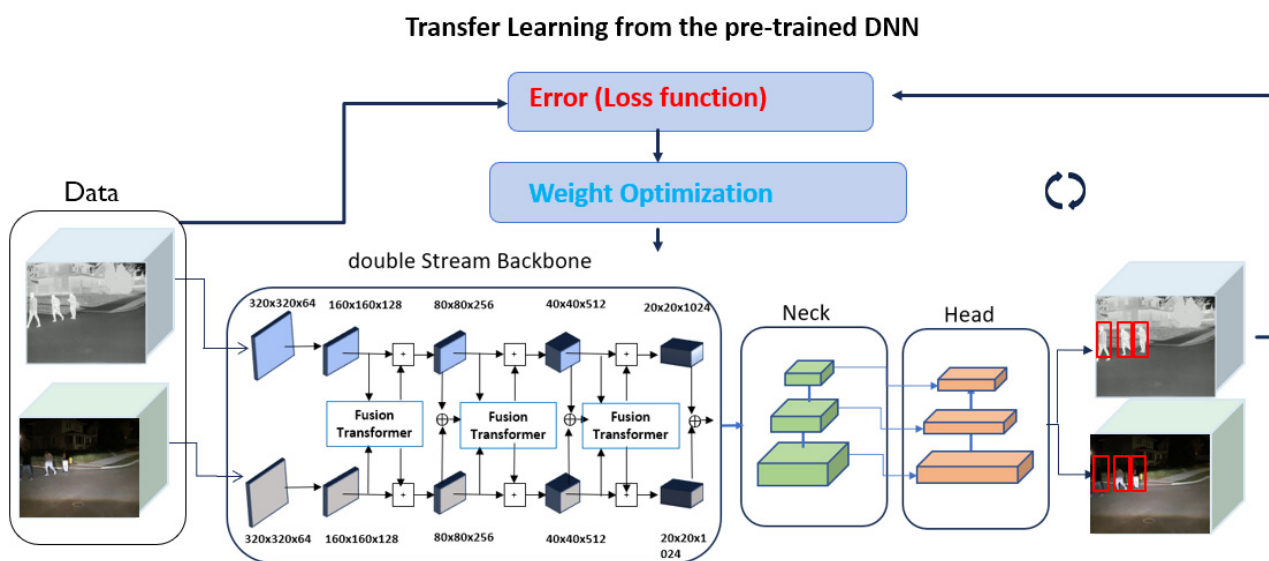 Transfer Learning from the pre-trained DNN
Error (Loss function)
Weight Optimization
Data
double Stream Backbone
320x320x64
160x160x128
80x80x256
40x40x512
20x20x1024
Fusion
Transformer
Fusion
Transformer
Fusion
Transformer
320x320x64
160x160x128
80x80x256
40x40x512
20x20x1
024
Neck
Head